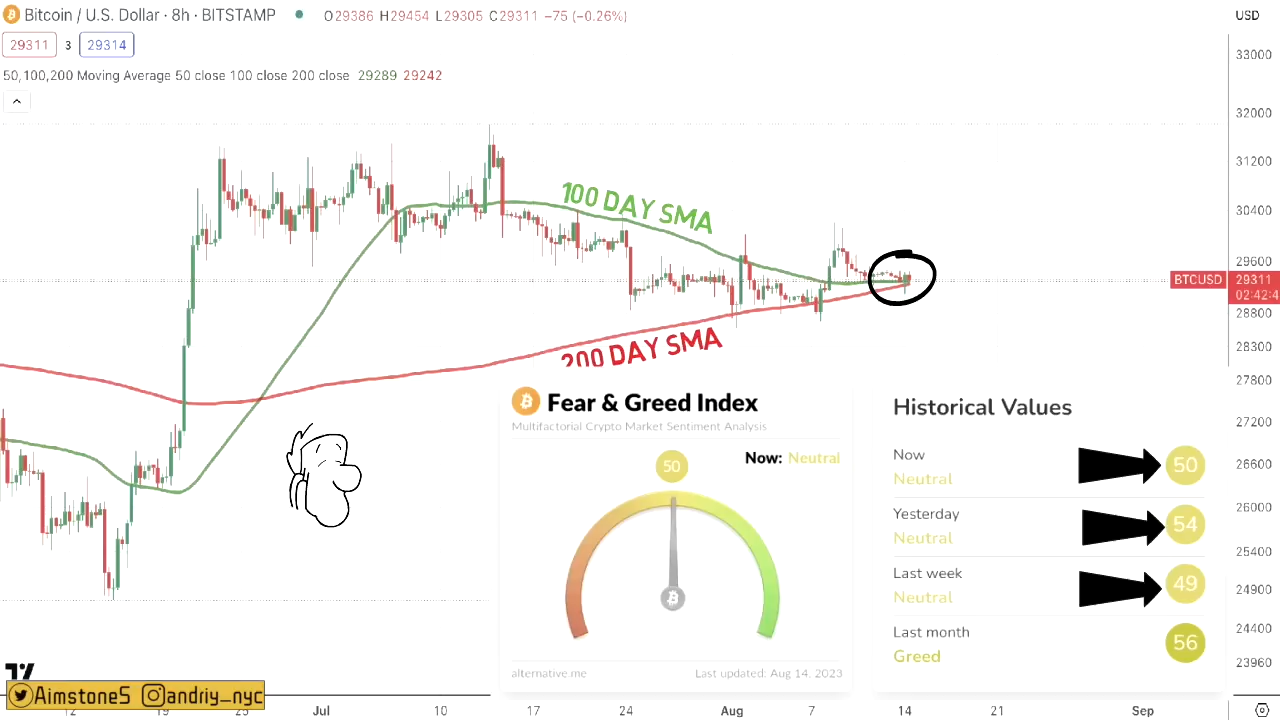 Bitcoin / U.S. Dollar · 8h · BITSTAMP O29386 H29454 L29305 C29311 −75 (−0.26%)
USD
29311 3 29314
50,100,200 Moving Average 50 close 100 close 200 close 29289 29242
33000
32000
31200
30400
29600
BTCUSD 29311
02:42:4
28800
28300
27800
27200
26600
26000
25400
24900
24400
23960
100 DAY SMA
200 DAY SMA
Fear & Greed Index
Multifactorial Crypto Market Sentiment Analysis
Now: Neutral
50
alternative.me Last updated: Aug 14, 2023
Historical Values
Now
Neutral
50
Yesterday
Neutral
54
Last week
Neutral
49
Last month
Greed
56
AimstoneS andriy_nyc
12 19 25 Jul 10 17 24 Aug 7 14 21 Sep